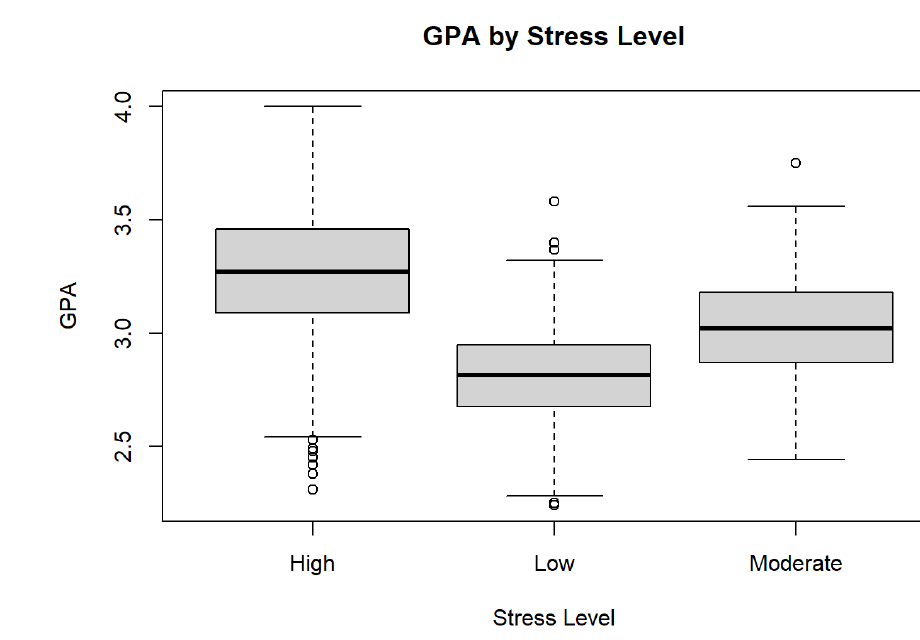 GPA by Stress Level
4.0
3.5
3.0
2.5
GPA
High Low Moderate
Stress Level